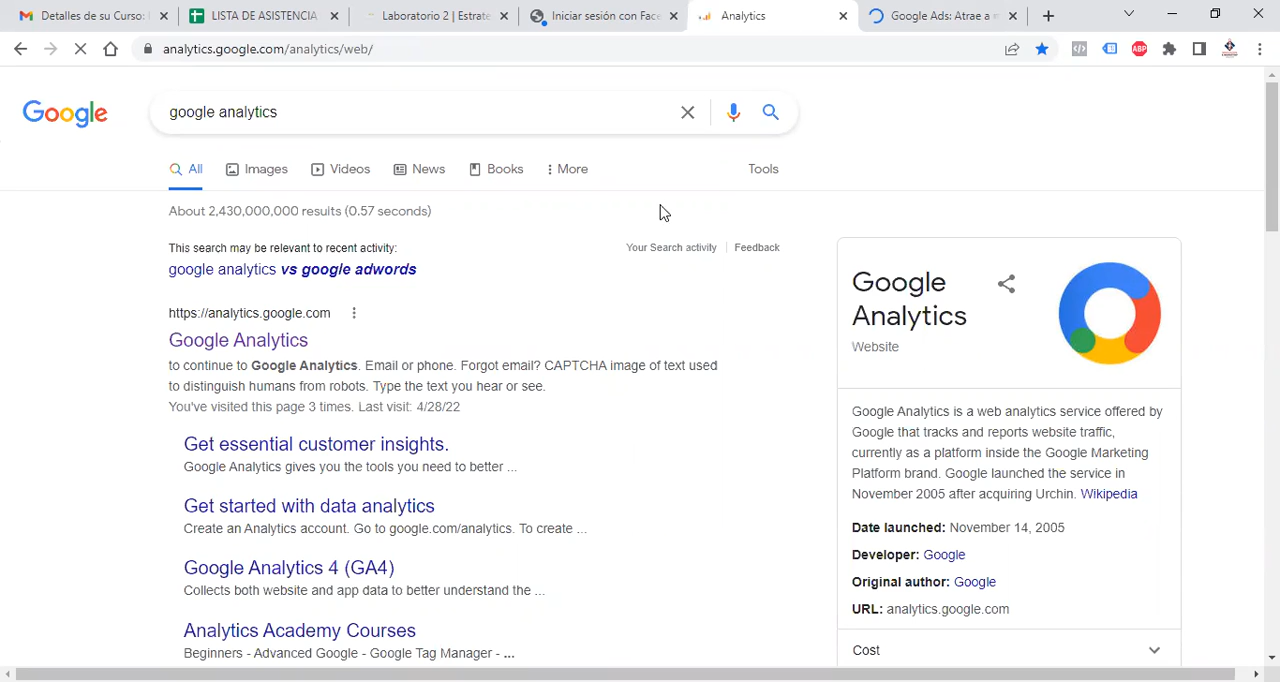 Detalles de su Curso: I
LISTA DE ASISTENCIA
Laboratorio 2 | Estrate
Iniciar sesión con Face
Analytics
Google Ads: Atrae a m
analytics.google.com/analytics/web/
ABP
Google
google analytics
All
Images
Videos
News
Books
More
Tools
About 2,430,000,000 results (0.57 seconds)
This search may be relevant to recent activity:
Your Search activity
Feedback
google analytics vs google adwords
https://analytics.google.com
Google Analytics
to continue to Google Analytics. Email or phone. Forgot email? CAPTCHA image of text used
to distinguish humans from robots. Type the text you hear or see.
You've visited this page 3 times. Last visit: 4/28/22
Get essential customer insights.
Google Analytics gives you the tools you need to better ...
Get started with data analytics
Create an Analytics account. Go to google.com/analytics. To create ...
Google Analytics 4 (GA4)
Collects both website and app data to better understand the ...
Analytics Academy Courses
Beginners - Advanced Google - Google Tag Manager - ...
Google
Analytics
Website
Google Analytics is a web analytics service offered by
Google that tracks and reports website traffic,
currently as a platform inside the Google Marketing
Platform brand. Google launched the service in
November 2005 after acquiring Urchin. Wikipedia
Date launched: November 14, 2005
Developer: Google
Original author: Google
URL: analytics.google.com
Cost